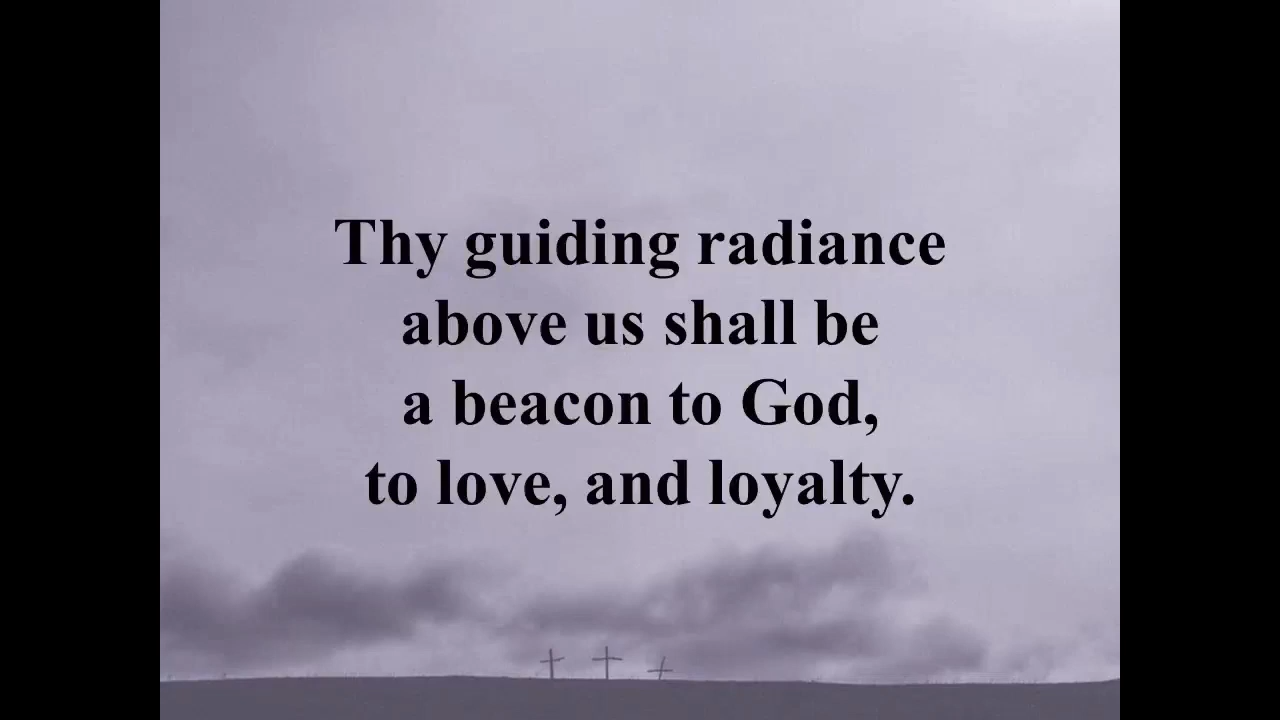 Thy guiding radiance
above us shall be
a beacon to God,
to love, and loyalty.